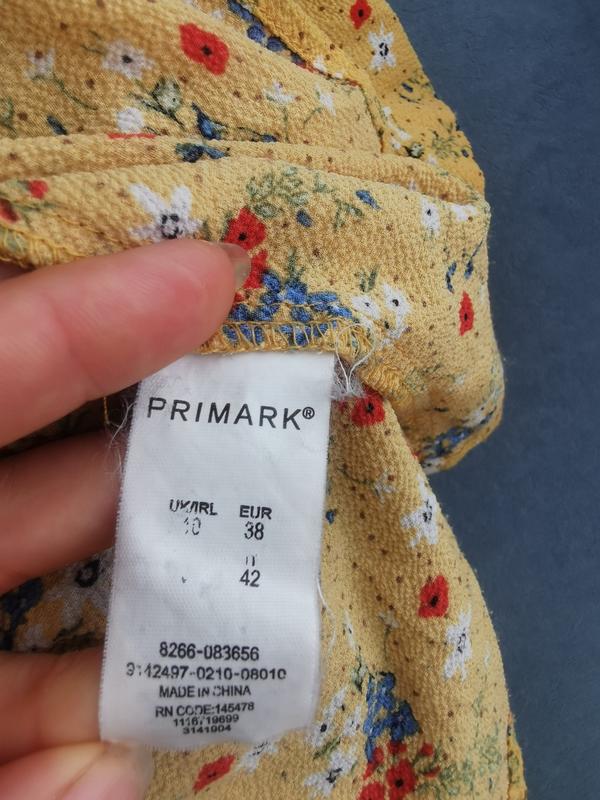 PRIMARK®
UK/IRL EUR
10 38
IT
42
8266-083656
3142497-0210-08010
MADE IN CHINA
RN CODE:145478
1116719699
3141904